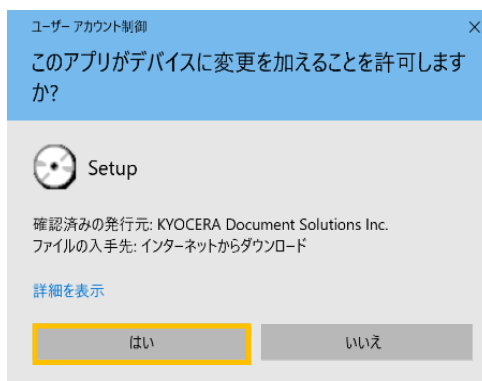 ユーザー アカウント制御
このアプリがデバイスに変更を加えることを許可します
か?
Setup
確認済みの発行元: KYOCERA Document Solutions Inc.
ファイルの入手先: インターネットからダウンロード
詳細を表示
はい
いいえ